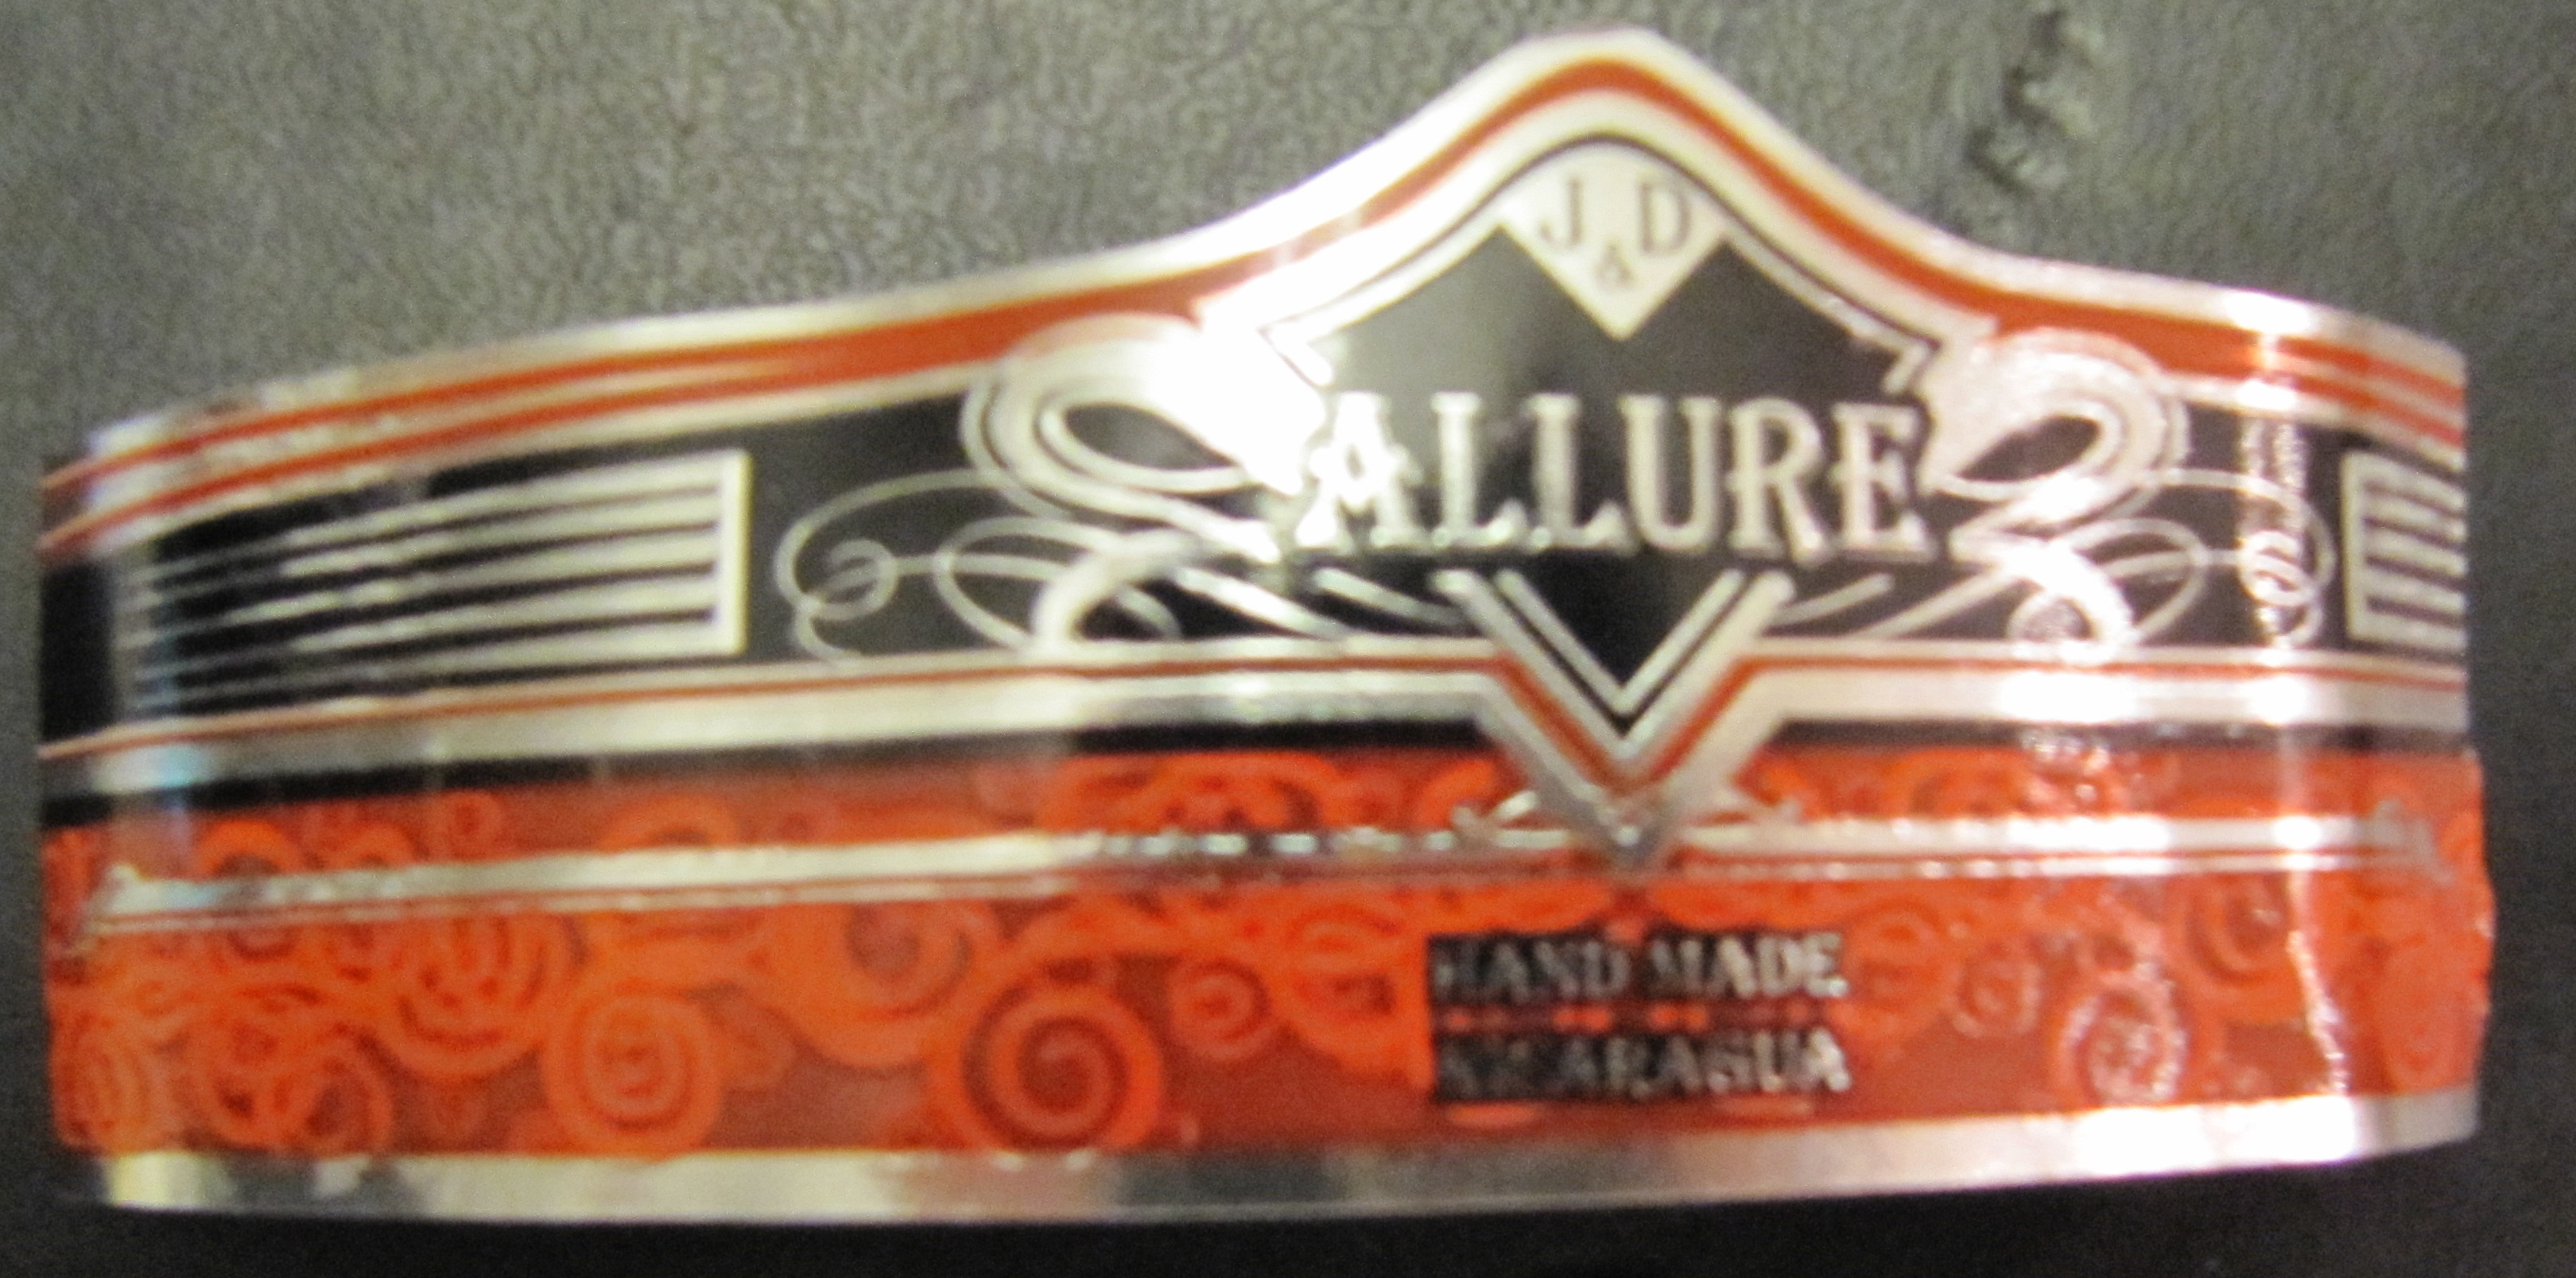 J & D
ALLURE
HAND MADE
NICARAGUA